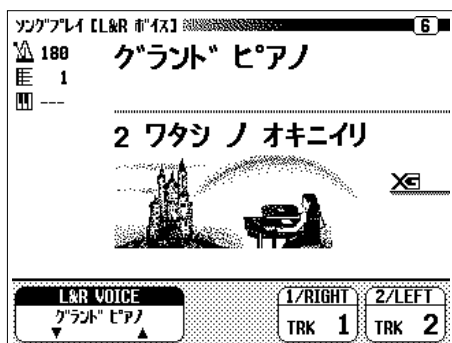 ソングプレイ [L&R ボイス] 6
180
グランド ピアノ
1
---
2 ワタシ ノ オキニイリ
XG
L&R VOICE
グランド ピアノ
1/RIGHT
TRK 1
2/LEFT
TRK 2